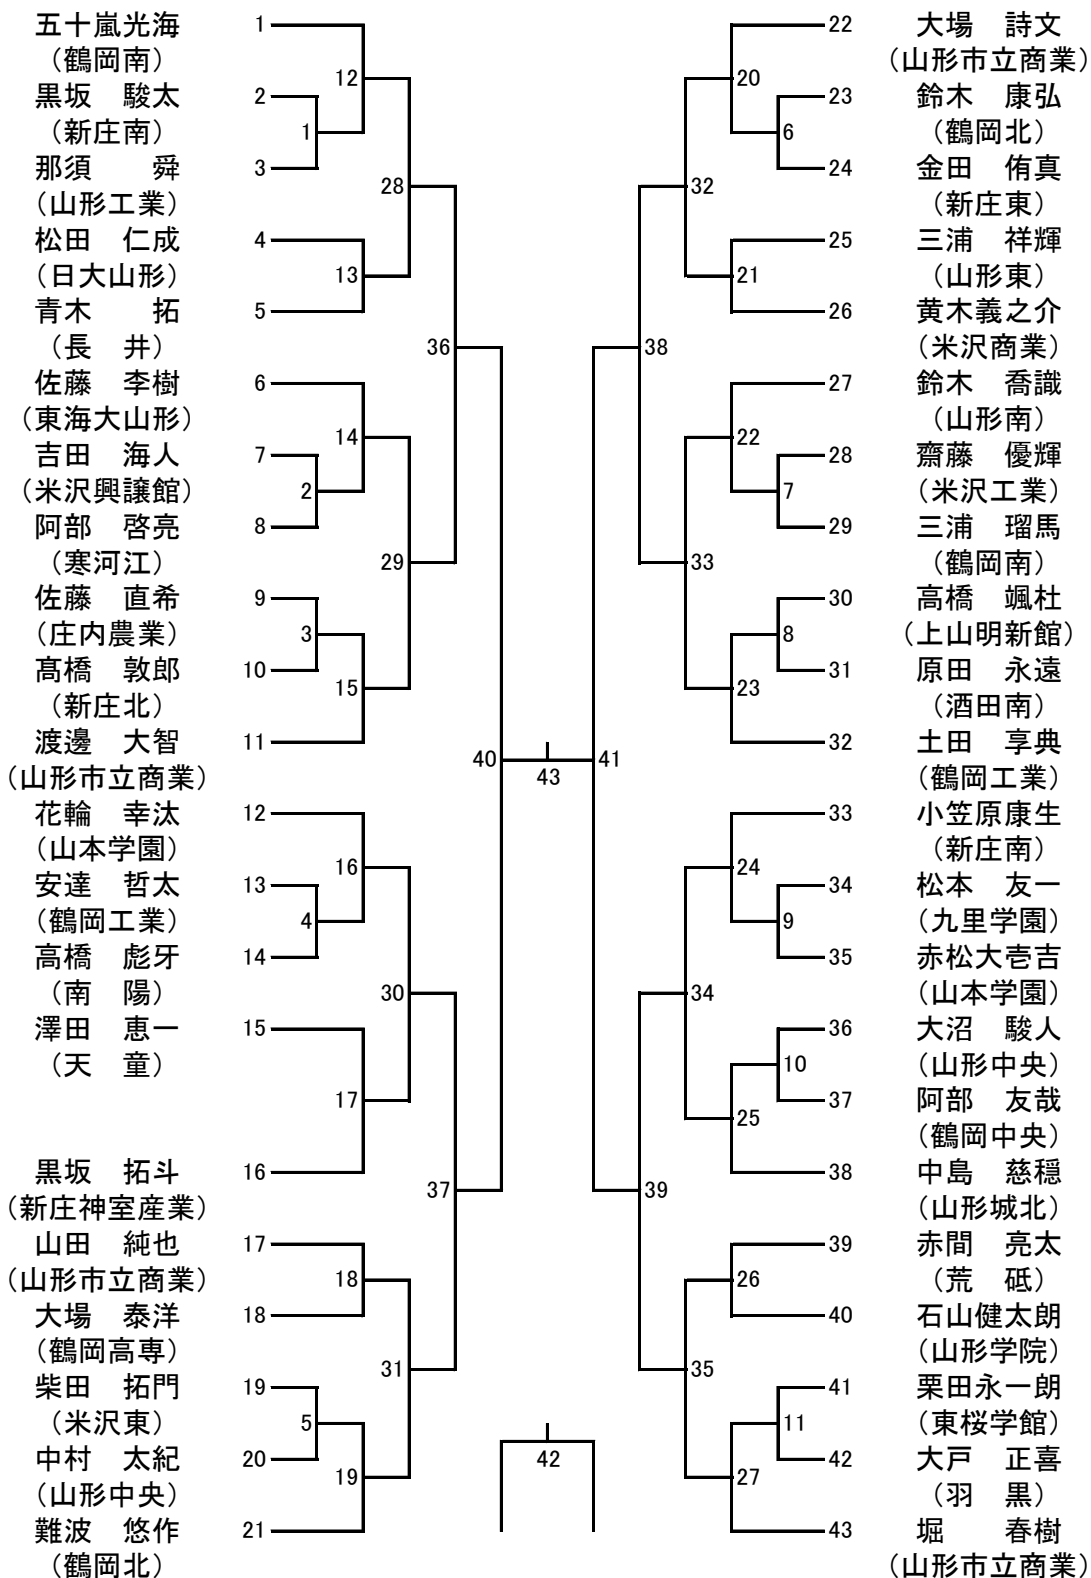 五十嵐光海 1
(鶴岡南)
黒坂 駿太 2
(新庄南)
那須 舜 3
(山形工業)
松田 仁成 4
(日大山形)
青木 拓 5
(長 井)
佐藤 李樹 6
(東海大山形)
吉田 海人 7
(米沢興譲館)
阿部 啓亮 8
(寒河江)
佐藤 直希 9
(庄内農業)
髙橋 敦郎 10
(新庄北)
渡邊 大智 11
(山形市立商業)
花輪 幸汰 12
(山本学園)
安達 哲太 13
(鶴岡工業)
高橋 彪牙 14
(南 陽)
澤田 恵一 15
(天 童)
黒坂 拓斗 16
(新庄神室産業)
山田 純也 17
(山形市立商業)
大場 泰洋 18
(鶴岡高専)
柴田 拓門 19
(米沢東)
中村 太紀 20
(山形中央)
難波 悠作 21
(鶴岡北)
1
2
3
4
5
12
13
14
15
16
17
18
19
28
29
30
31
36
37
40
43
42
41
38
39
32
33
34
35
20
21
22
23
24
25
26
27
6
7
8
9
10
11
22 大場 詩文
(山形市立商業)
23 鈴木 康弘
(鶴岡北)
24 金田 侑真
(新庄東)
25 三浦 祥輝
(山形東)
26 黄木義之介
(米沢商業)
27 鈴木 喬識
(山形南)
28 齋藤 優輝
(米沢工業)
29 三浦 瑠馬
(鶴岡南)
30 高橋 颯杜
(上山明新館)
31 原田 永遠
(酒田南)
32 土田 享典
(鶴岡工業)
33 小笠原康生
(新庄南)
34 松本 友一
(九里学園)
35 赤松大壱吉
(山本学園)
36 大沼 駿人
(山形中央)
37 阿部 友哉
(鶴岡中央)
38 中島 慈穏
(山形城北)
39 赤間 亮太
(荒 砥)
40 石山健太朗
(山形学院)
41 栗田永一朗
(東桜学館)
42 大戸 正喜
(羽 黒)
43 堀 春樹
(山形市立商業)